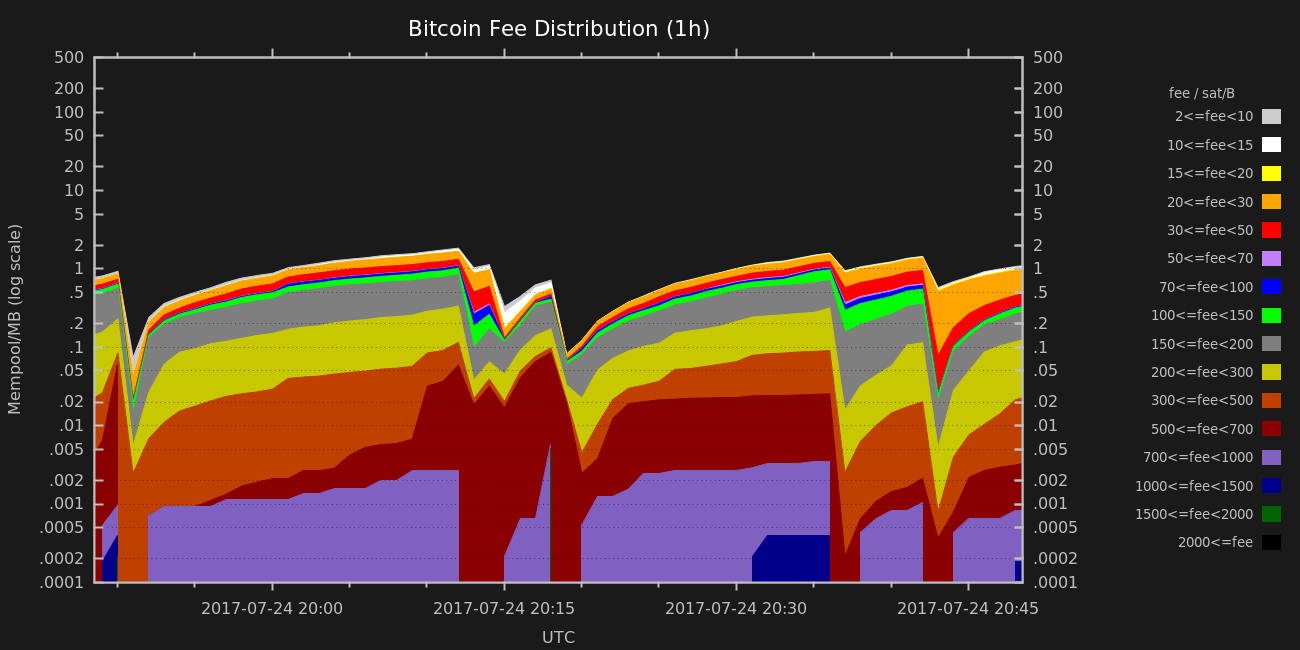 Bitcoin Fee Distribution (1h)
Mempool/MB (log scale)
500
200
100
50
20
10
5
2
1
.5
.2
.1
.05
.02
.01
.005
.002
.001
.0005
.0002
.0001
500
200
100
50
20
10
5
2
1
.5
.2
.1
.05
.02
.01
.005
.002
.001
.0005
.0002
.0001
2017-07-24 20:00 2017-07-24 20:15 2017-07-24 20:30 2017-07-24 20:45
UTC
fee / sat/B
2<=fee<10
10<=fee<15
15<=fee<20
20<=fee<30
30<=fee<50
50<=fee<70
70<=fee<100
100<=fee<150
150<=fee<200
200<=fee<300
300<=fee<500
500<=fee<700
700<=fee<1000
1000<=fee<1500
1500<=fee<2000
2000<=fee